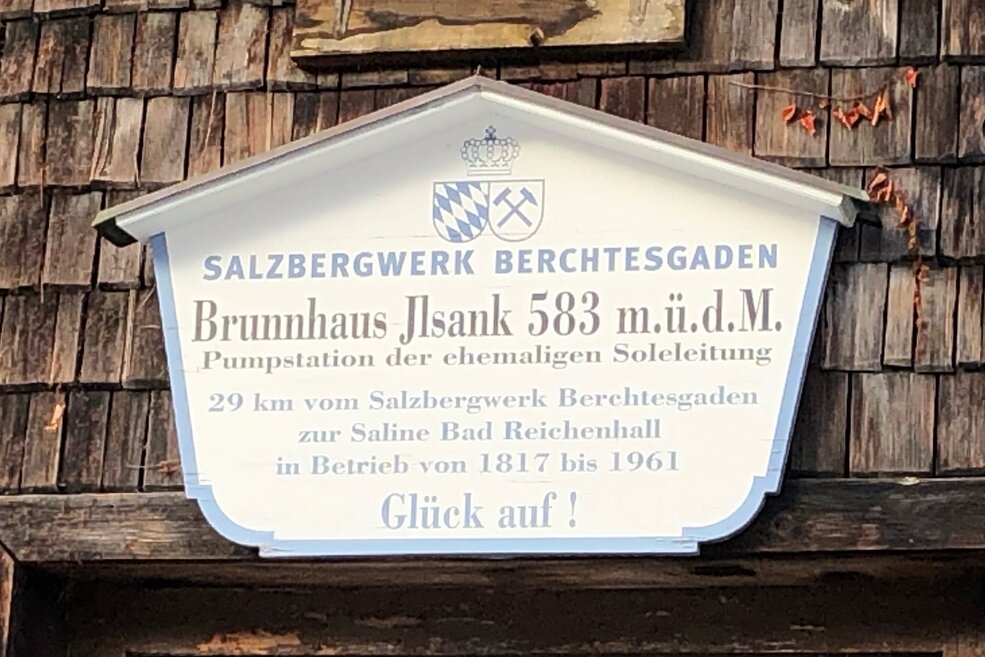 SALZBERGWERK BERCHTESGADEN
Brunnhaus Jlsank 583 m.ü.d.M.
Pumpstation der ehemaligen Soleleitung
29 km vom Salzbergwerk Berchtesgaden
zur Saline Bad Reichenhall
in Betrieb von 1817 bis 1961
Glück auf !